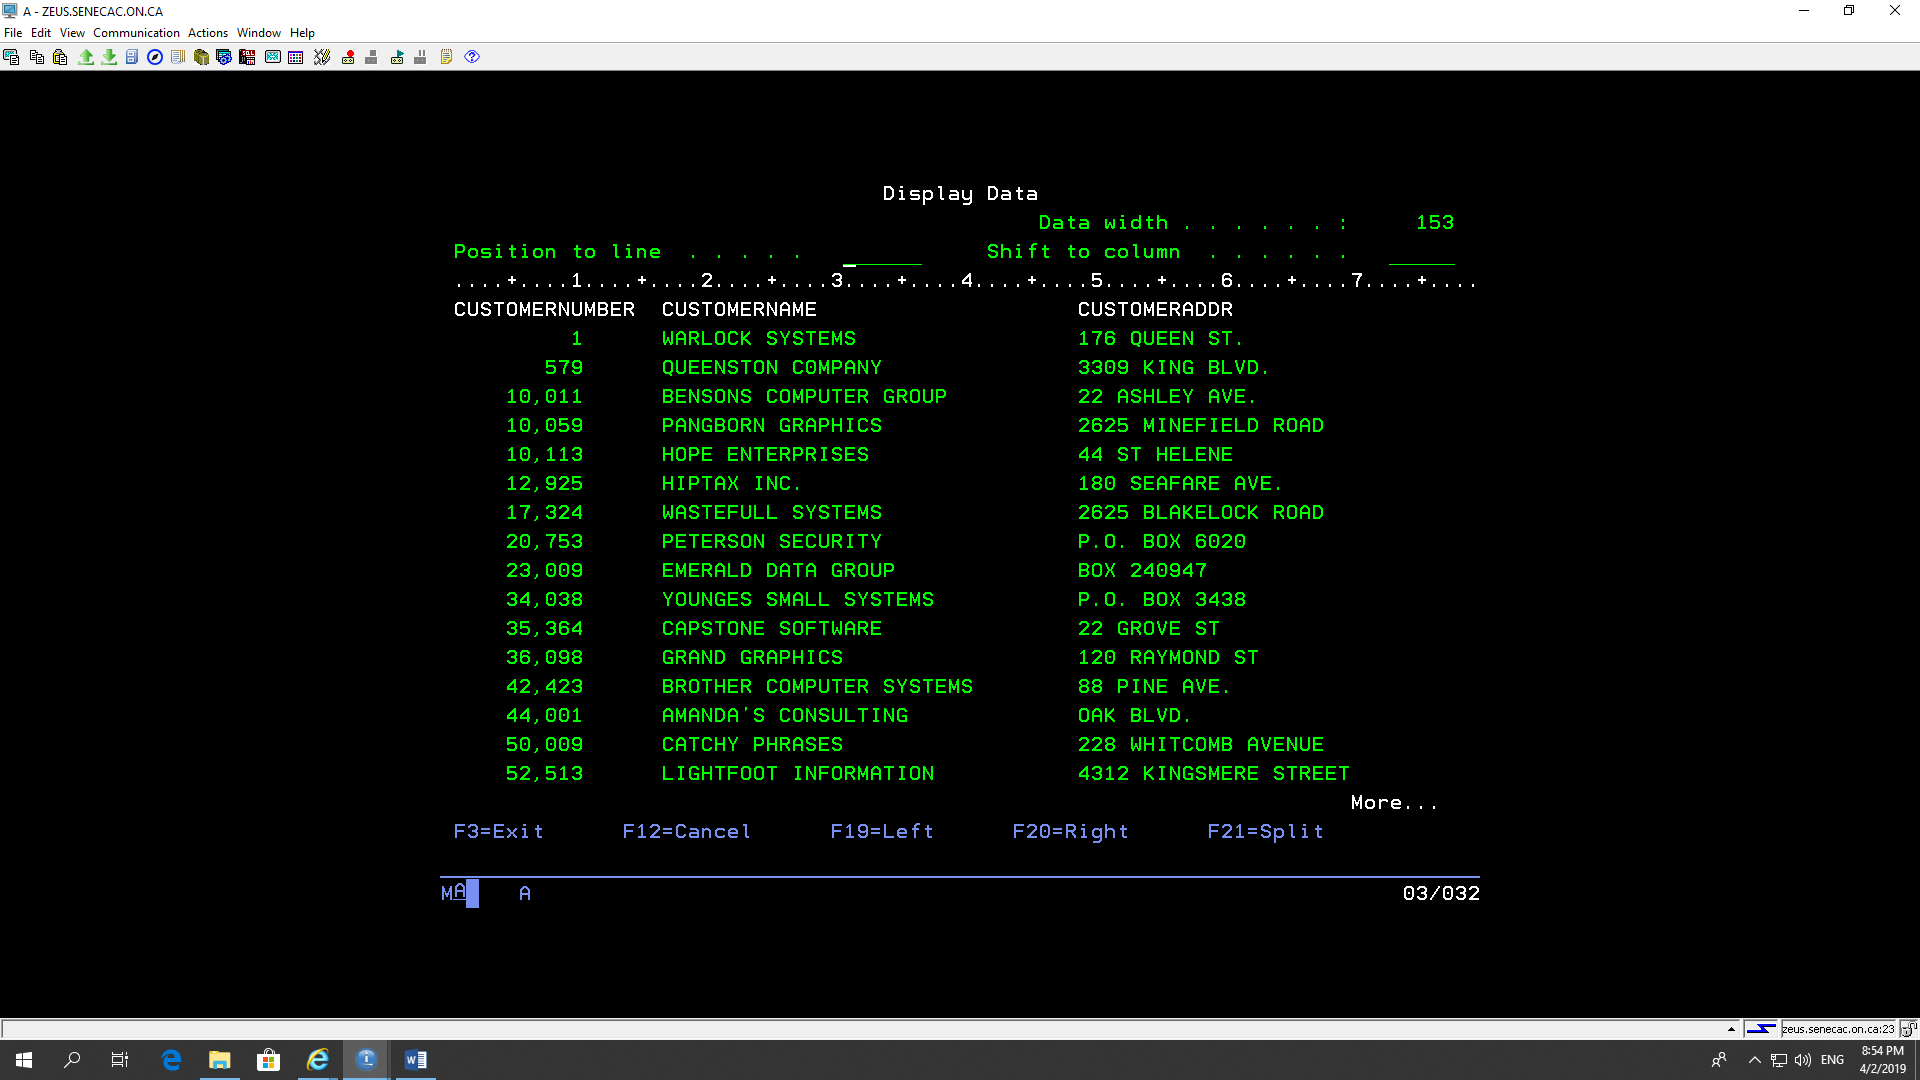 A - ZEUS.SENECAC.ON.CA
File Edit View Communication Actions Window Help
Display Data
Data width . . . . . . : 153
Position to line . . . . . Shift to column . . . . . .
....+....1....+....2....+....3....+....4....+....5....+....6....+....7....+....
CUSTOMERNUMBER CUSTOMERNAME CUSTOMERADDR
1 WARLOCK SYSTEMS 176 QUEEN ST.
579 QUEENSTON C0MPANY 3309 KING BLVD.
10,011 BENSONS COMPUTER GROUP 22 ASHLEY AVE.
10,059 PANGBORN GRAPHICS 2625 MINEFIELD ROAD
10,113 HOPE ENTERPRISES 44 ST HELENE
12,925 HIPTAX INC. 180 SEAFARE AVE.
17,324 WASTEFULL SYSTEMS 2625 BLAKELOCK ROAD
20,753 PETERSON SECURITY P.O. BOX 6020
23,009 EMERALD DATA GROUP BOX 240947
34,038 YOUNGES SMALL SYSTEMS P.O. BOX 3438
35,364 CAPSTONE SOFTWARE 22 GROVE ST
36,098 GRAND GRAPHICS 120 RAYMOND ST
42,423 BROTHER COMPUTER SYSTEMS 88 PINE AVE.
44,001 AMANDA'S CONSULTING OAK BLVD.
50,009 CATCHY PHRASES 228 WHITCOMB AVENUE
52,513 LIGHTFOOT INFORMATION 4312 KINGSMERE STREET
More...
F3=Exit F12=Cancel F19=Left F20=Right F21=Split
MA A 03/032
zeus.senecac.on.ca:23
ENG 8:54 PM
4/2/2019